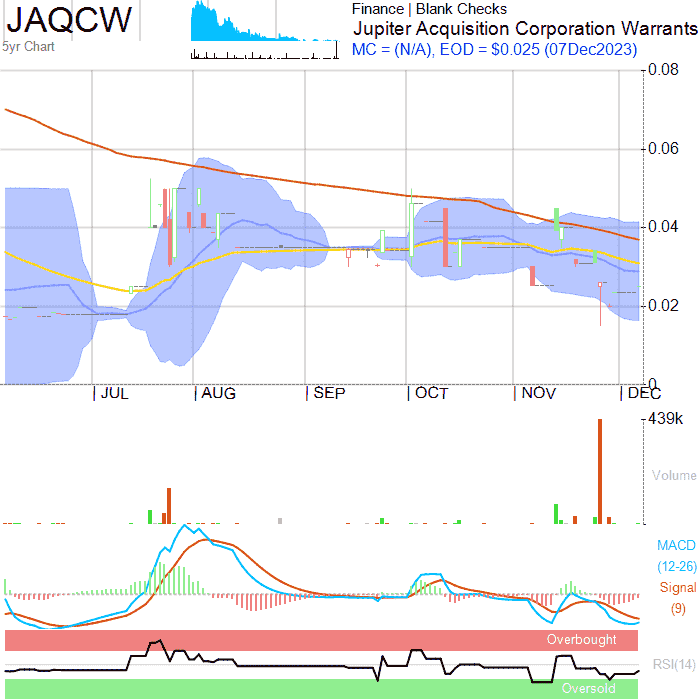 JAQCW
5yr Chart
Finance | Blank Checks
Jupiter Acquisition Corporation Warrants
MC = (N/A), EOD = $0.025 (07Dec2023)
0.08
0.06
0.04
0.02
0
JUL AUG SEP OCT NOV DEC
439k
Volume
MACD
(12-26)
Signal
(9)
Overbought
RSI(14)
Oversold